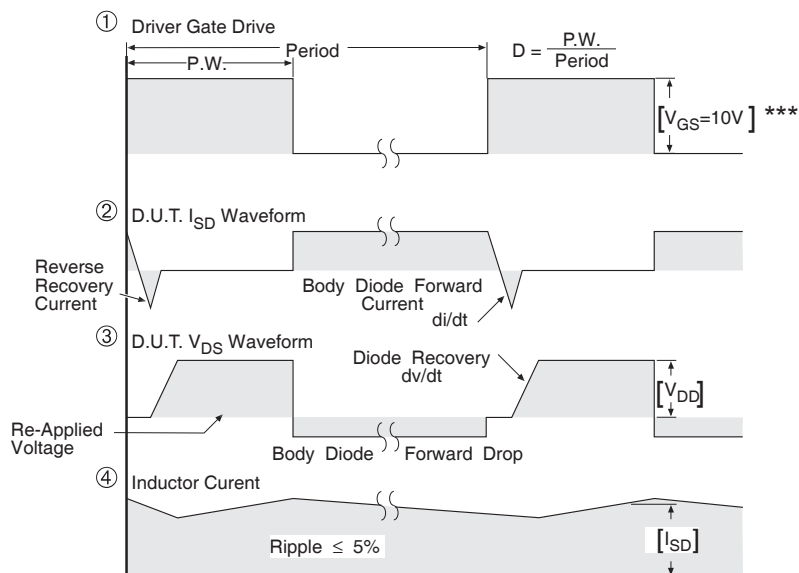 ① Driver Gate Drive
Period
P.W.
D = P.W. / Period
[VGS=10V] ***
② D.U.T. ISD Waveform
Reverse
Recovery
Current
Body Diode Forward
Current
di/dt
③ D.U.T. VDS Waveform
Diode Recovery
dv/dt
[VDD]
Re-Applied
Voltage
Body Diode Forward Drop
④ Inductor Curent
Ripple ≤ 5%
[ISD]